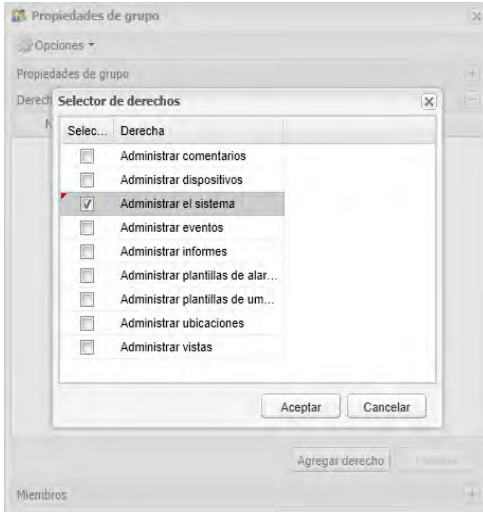 Propiedades de grupo
Opciones
Propiedades de grupo
Derech
Selector de derechos
N
Selec... Derecha
Administrar comentarios
Administrar dispositivos
Administrar el sistema
Administrar eventos
Administrar informes
Administrar plantillas de alar...
Administrar plantillas de um...
Administrar ubicaciones
Administrar vistas
Aceptar Cancelar
Agregar derecho
Miembros